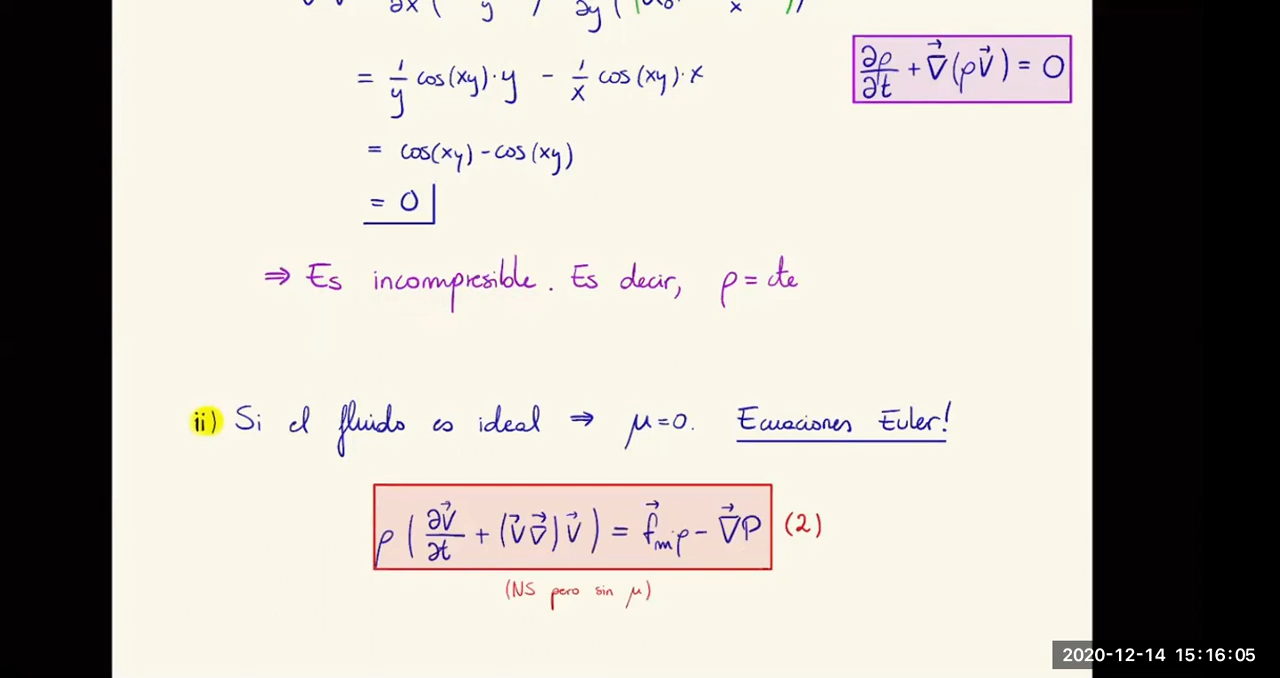 ∂x ( y ) ∂y ( x ))
= 1/y cos(xy)·y - 1/x cos(xy)·x
∂ρ/∂t + ∇⃗(ρV⃗) = 0
= cos(xy) - cos(xy)
= 0
⇒ Es incompresible. Es decir, ρ = cte
ii) Si el fluido es ideal ⇒ μ=0. Ecuaciones Euler!
ρ ( ∂V⃗/∂t + (V⃗∇⃗)V⃗ ) = f⃗mρ - ∇⃗P (2)
(NS pero sin μ)
2020-12-14 15:16:05